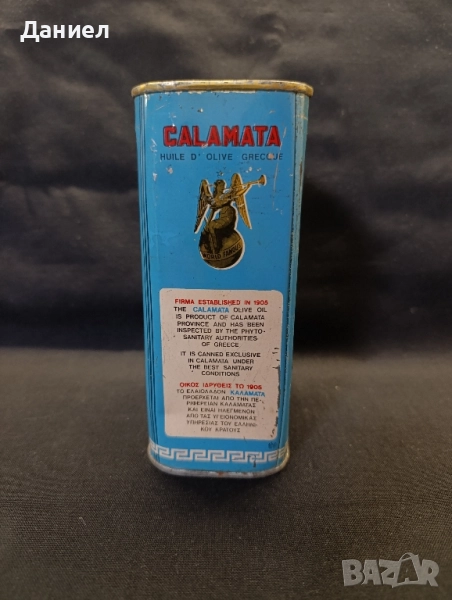 Даниел
CALAMATA
HUILE D' OLIVE GRECQUE
FIRMA ESTABLISHED IN 1905
THE CALAMATA OLIVE OIL
IS PRODUCT OF CALAMATA
PROVINCE AND HAS BEEN
INSPECTED BY THE PHYTO-
SANITARY AUTHORITIES
OF GREECE
IT IS CANNED EXCLUSIVE
IN CALAMATA UNDER
THE BEST SANITARY
CONDITIONS
ΟΙΚΟΣ ΙΔΡΥΘΕΙΣ ΤΟ 1905
ΤΟ ΕΛΑΙΟΛΑΔΟΝ ΚΑΛΑΜΑΤΑ
ΠΡΟΕΡΧΕΤΑΙ ΑΠΟ ΤΗΝ ΠΕ-
ΡΙΦΕΡΕΙΑΝ ΚΑΛΑΜΑΤΑΣ
ΚΑΙ ΕΙΝΑΙ ΗΛΕΓΜΕΝΟΝ
ΑΠΟ ΤΑΣ ΥΓΕΙΟΝΟΜΙΚΑΣ
ΥΠΗΡΕΣΙΑΣ ΤΟΥ ΕΛΛΗΝΙ-
ΚΟΥ ΚΡΑΤΟΥΣ
BAZAR